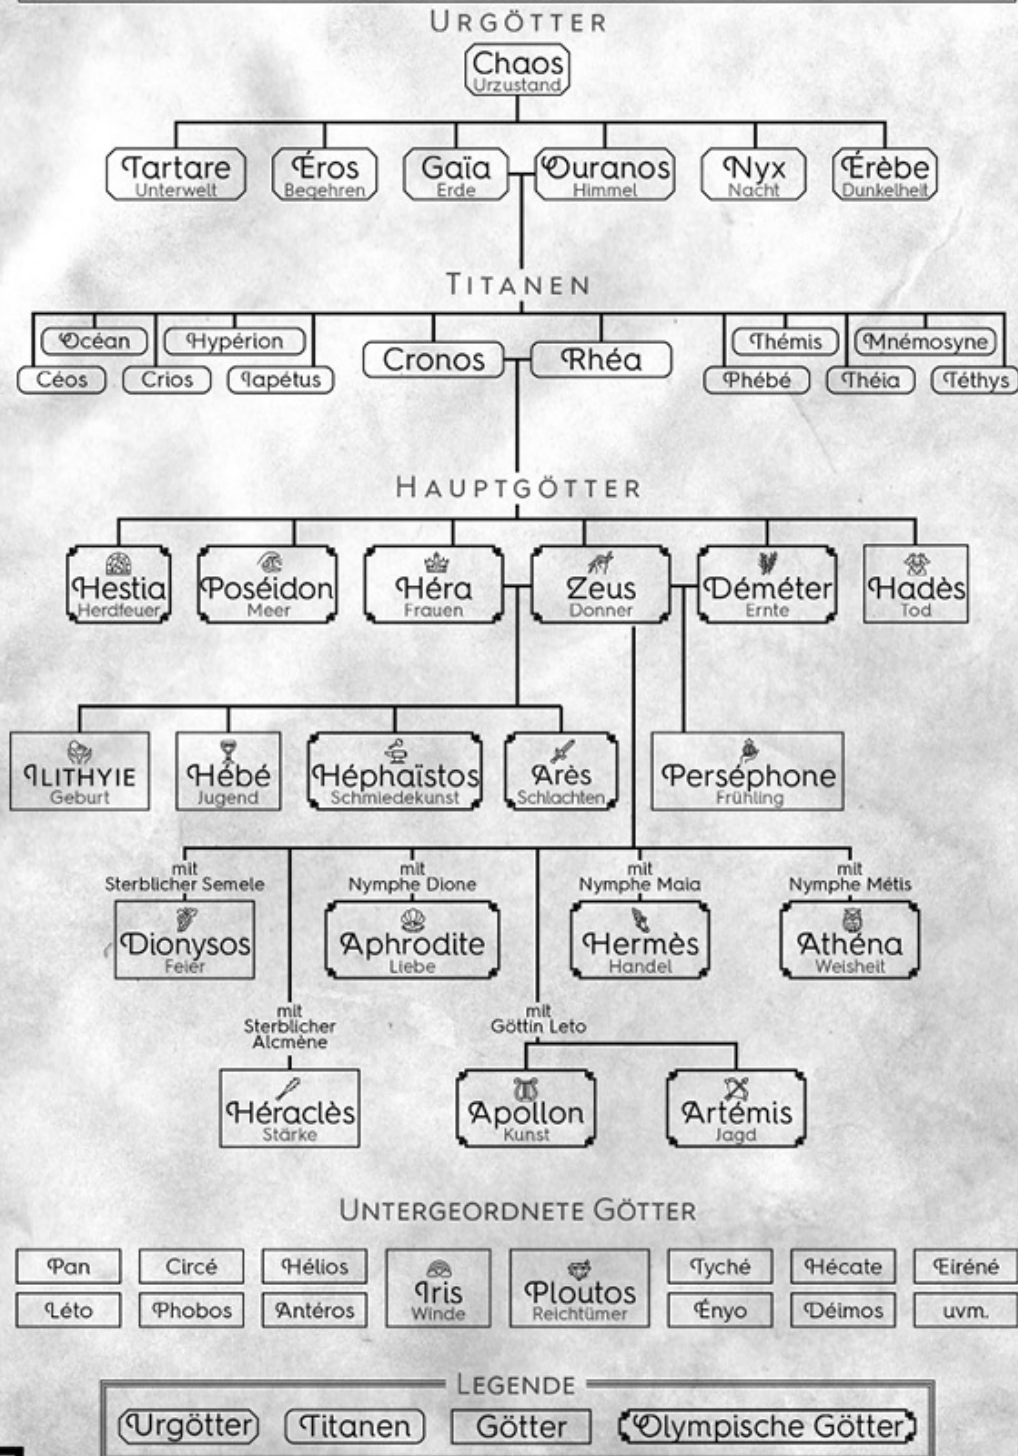 URGÖTTER
Chaos
Urzustand
Tartare
Unterwelt
Éros
Begehren
Gaïa
Erde
Ouranos
Himmel
Nyx
Nacht
Érèbe
Dunkelheit
TITANEN
Océan
Hypérion
Céos
Crios
Iapétus
Cronos
Rhéa
Thémis
Mnémosyne
Phébé
Théia
Téthys
HAUPTGÖTTER
Hestia
Herdfeuer
Poséidon
Meer
Héra
Frauen
Zeus
Donner
Déméter
Ernte
Hadès
Tod
ILITHYIE
Geburt
Hébé
Jugend
Héphaïstos
Schmiedekunst
Arès
Schlachten
Perséphone
Frühling
mit
Sterblicher Semele
Dionysos
Feier
mit
Nymphe Dione
Aphrodite
Liebe
mit
Nymphe Maia
Hermès
Handel
mit
Nymphe Métis
Athéna
Weisheit
mit
Sterblicher
Alcmène
Héraclès
Stärke
mit
Göttin Leto
Apollon
Kunst
Artémis
Jagd
UNTERGEORDNETE GÖTTER
Pan
Circé
Hélios
Iris
Winde
Ploutos
Reichtümer
Tyché
Hécate
Eiréné
Léto
Phobos
Antéros
Ényo
Déimos
uvm.
LEGENDE
Urgötter
Titanen
Götter
Olympische Götter